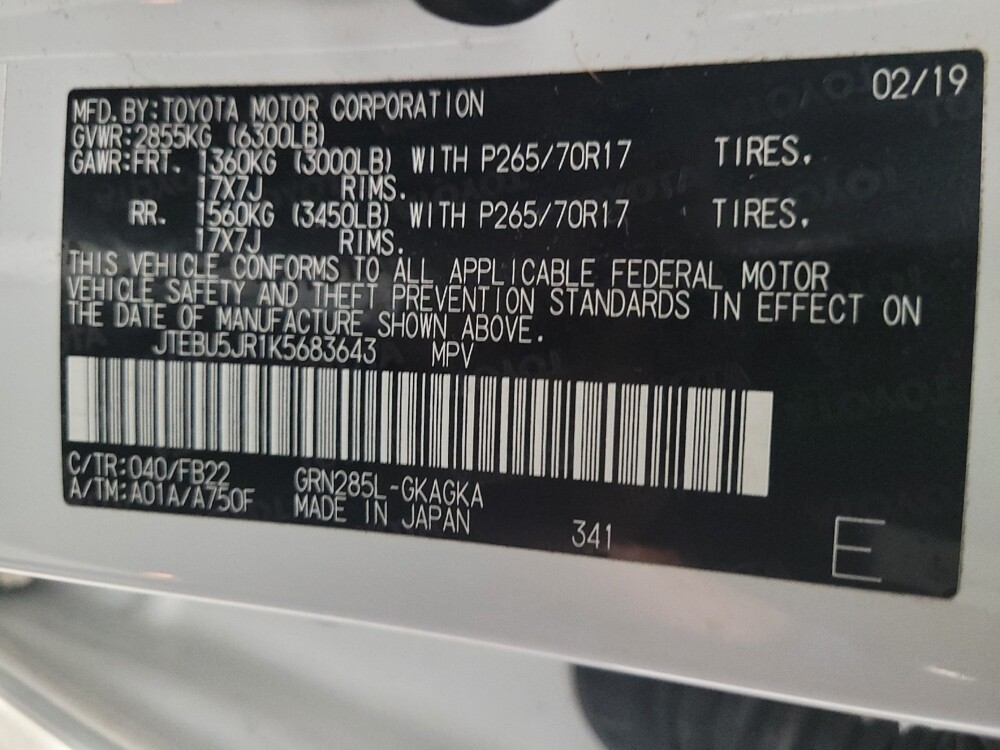 02/19
MFD.BY:TOYOTA MOTOR CORPORATION
GVWR:2855KG (6300LB)
GAWR:FRT. 1360KG (3000LB) WITH P265/70R17 TIRES.
17X7J RIMS.
RR. 1560KG (3450LB) WITH P265/70R17 TIRES.
17X7J RIMS.
THIS VEHICLE CONFORMS TO ALL APPLICABLE FEDERAL MOTOR
VEHICLE SAFETY AND THEFT PREVENTION STANDARDS IN EFFECT ON
THE DATE OF MANUFACTURE SHOWN ABOVE.
JTEBU5JR1K5683643 MPV
C/TR:040/FB22 GRN285L-GKAGKA
A/TM:A01A/A750F MADE IN JAPAN 341
E